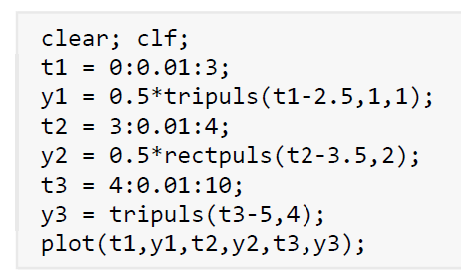 clear; clf;
t1 = 0:0.01:3;
y1 = 0.5*tripuls(t1-2.5,1,1);
t2 = 3:0.01:4;
y2 = 0.5*rectpuls(t2-3.5,2);
t3 = 4:0.01:10;
y3 = tripuls(t3-5,4);
plot(t1,y1,t2,y2,t3,y3);